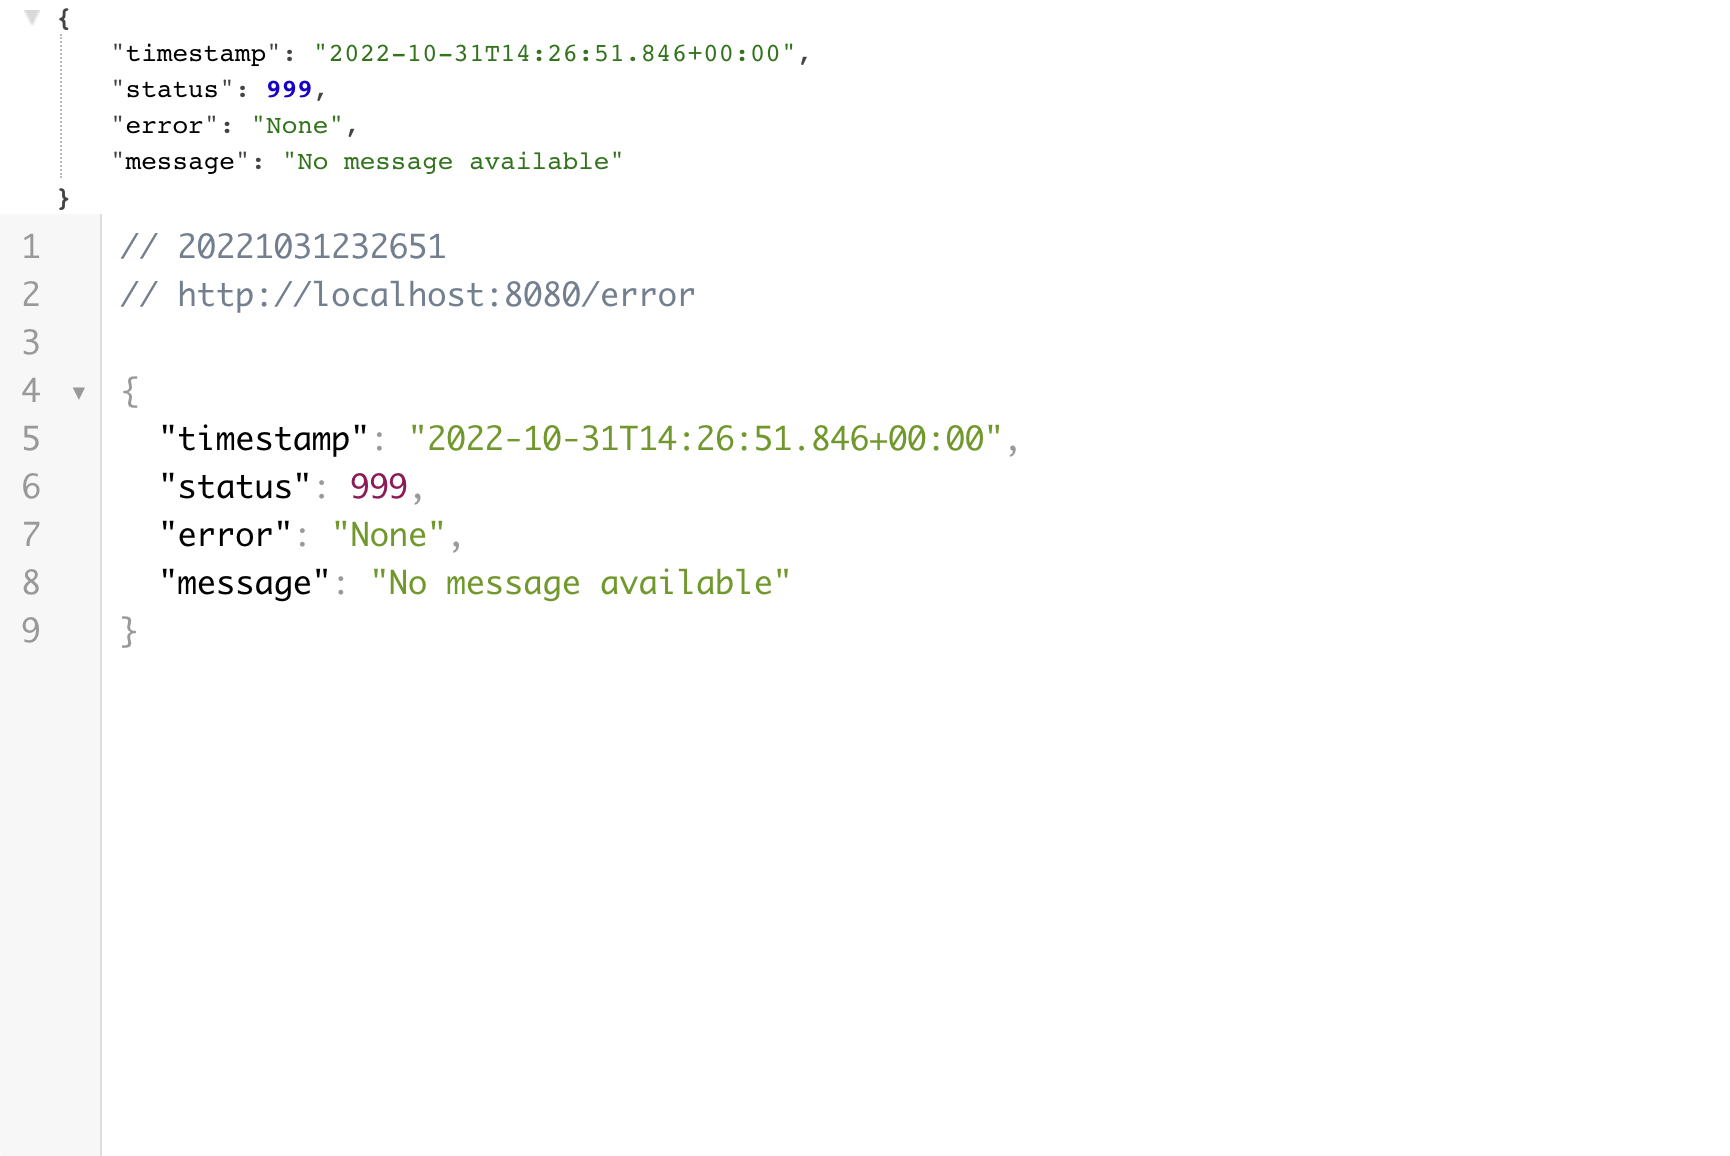 ▼ {
"timestamp": "2022-10-31T14:26:51.846+00:00",
"status": 999,
"error": "None",
"message": "No message available"
}
1 // 20221031232651
2 // http://localhost:8080/error
3
4 ▼ {
5 "timestamp": "2022-10-31T14:26:51.846+00:00",
6 "status": 999,
7 "error": "None",
8 "message": "No message available"
9 }